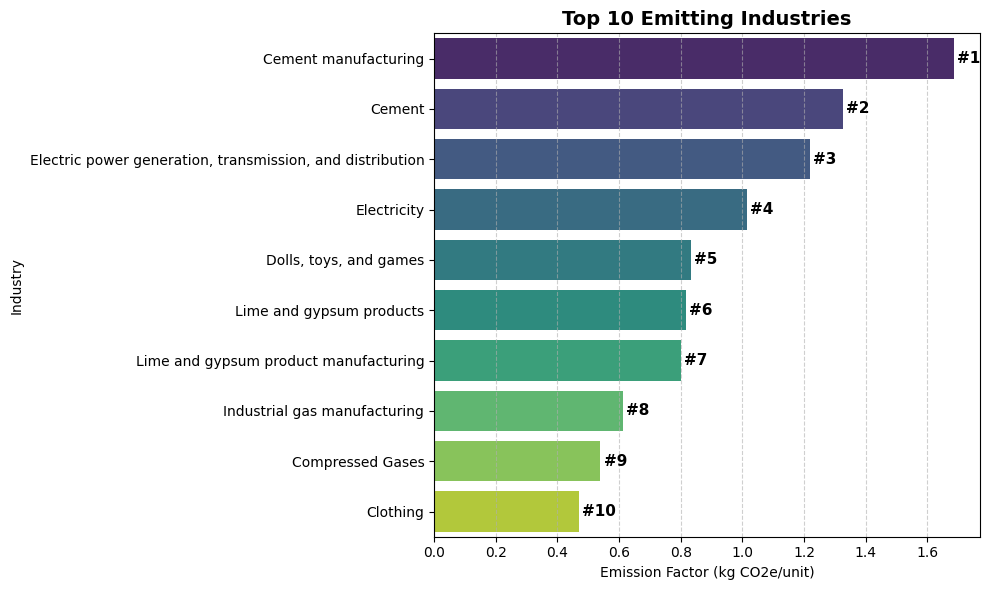 Top 10 Emitting Industries
Cement manufacturing #1
Cement #2
Electric power generation, transmission, and distribution #3
Electricity #4
Dolls, toys, and games #5
Lime and gypsum products #6
Lime and gypsum product manufacturing #7
Industrial gas manufacturing #8
Compressed Gases #9
Clothing #10
Industry
0.0 0.2 0.4 0.6 0.8 1.0 1.2 1.4 1.6
Emission Factor (kg CO2e/unit)